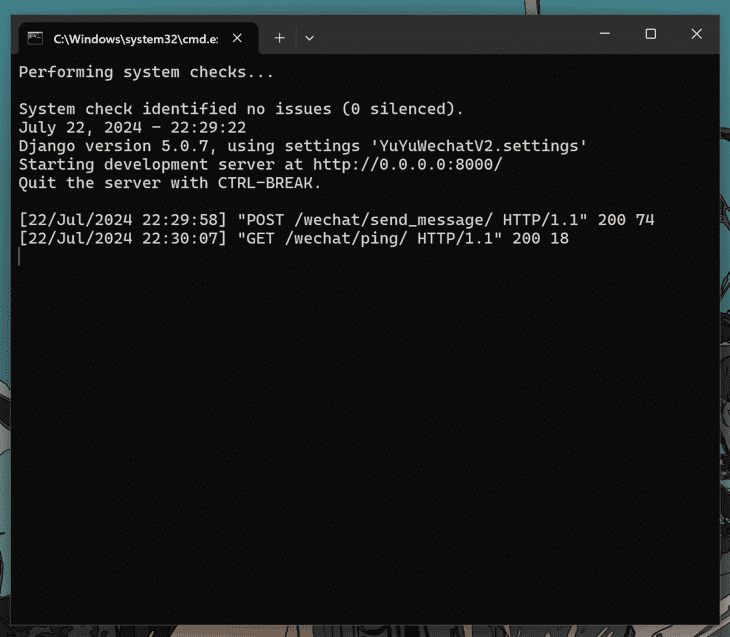 C:\Windows\system32\cmd.e:
Performing system checks...
System check identified no issues (0 silenced).
July 22, 2024 - 22:29:22
Django version 5.0.7, using settings 'YuYuWechatV2.settings'
Starting development server at http://0.0.0.0:8000/
Quit the server with CTRL-BREAK.
[22/Jul/2024 22:29:58] "POST /wechat/send_message/ HTTP/1.1" 200 74
[22/Jul/2024 22:30:07] "GET /wechat/ping/ HTTP/1.1" 200 18